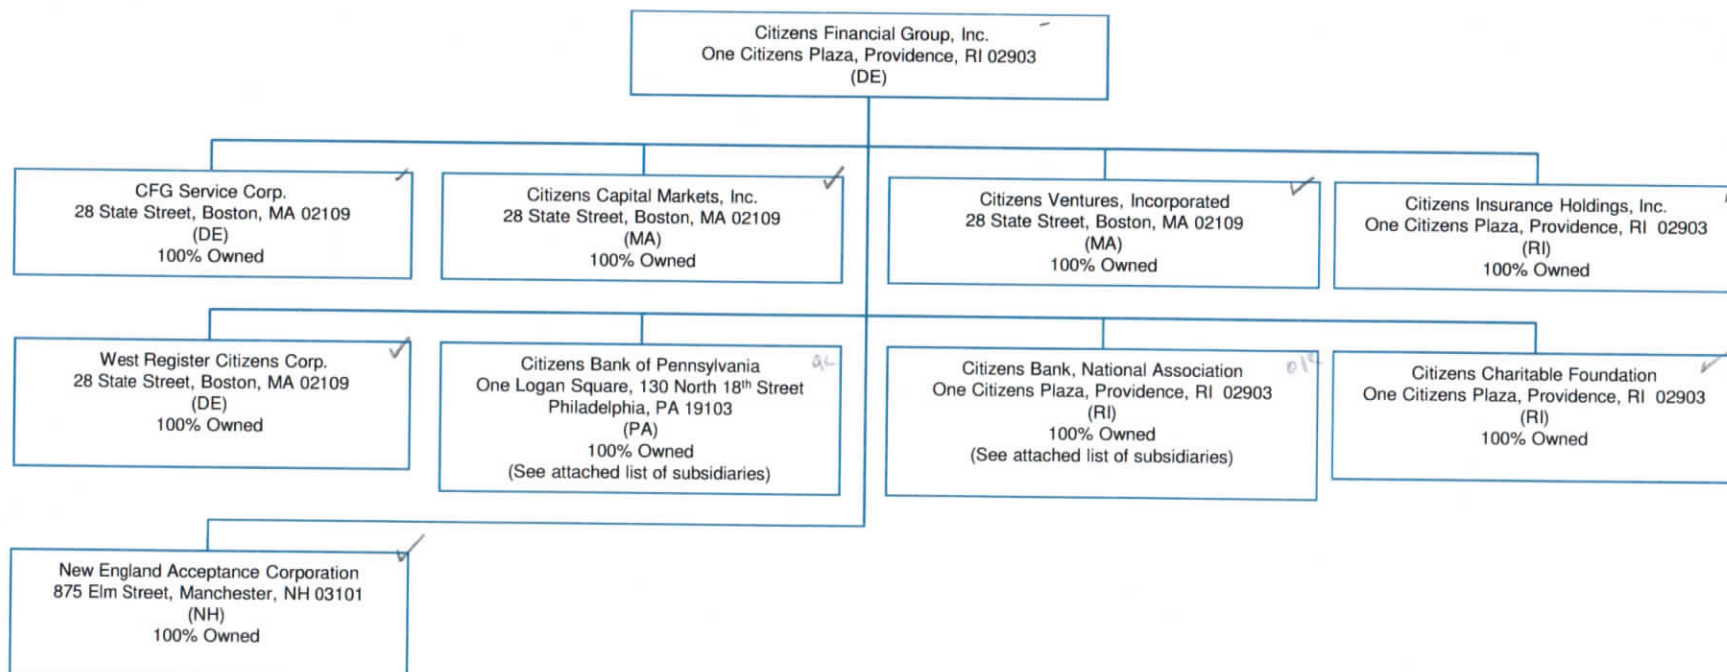 Citizens Financial Group, Inc.
One Citizens Plaza, Providence, RI 02903
(DE)
CFG Service Corp.
28 State Street, Boston, MA 02109
(DE)
100% Owned
Citizens Capital Markets, Inc.
28 State Street, Boston, MA 02109
(MA)
100% Owned
Citizens Ventures, Incorporated
28 State Street, Boston, MA 02109
(MA)
100% Owned
Citizens Insurance Holdings, Inc.
One Citizens Plaza, Providence, RI 02903
(RI)
100% Owned
West Register Citizens Corp.
28 State Street, Boston, MA 02109
(DE)
100% Owned
Citizens Bank of Pennsylvania
One Logan Square, 130 North 18th Street
Philadelphia, PA 19103
(PA)
100% Owned
(See attached list of subsidiaries)
Citizens Bank, National Association
One Citizens Plaza, Providence, RI 02903
(RI)
100% Owned
(See attached list of subsidiaries)
Citizens Charitable Foundation
One Citizens Plaza, Providence, RI 02903
(RI)
100% Owned
New England Acceptance Corporation
875 Elm Street, Manchester, NH 03101
(NH)
100% Owned